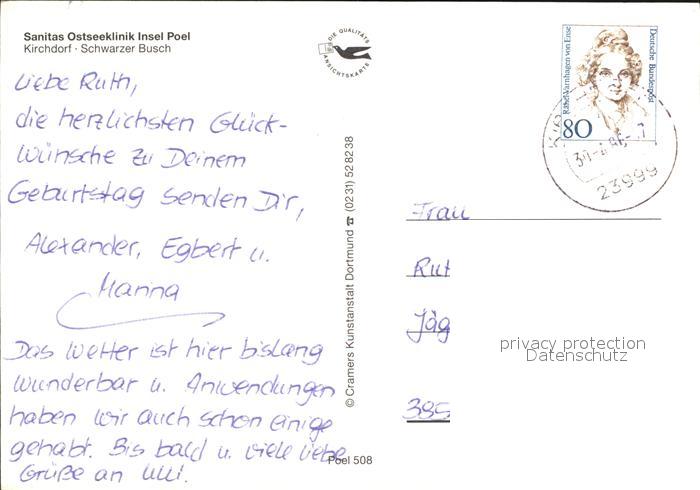 Sanitas Ostseeklinik Insel Poel
Kirchdorf · Schwarzer Busch
Liebe Ruth,
die herzlichsten Glück-
wünsche zu Deinem
Geburtstag senden Dir,
Alexander, Egbert u.
Hanna
Das Wetter ist hier bislang
wunderbar u. Anwendungen
haben wir auch schon einige
gehabt. Bis bald u. viele liebe
Grüße an Ulli.
DIE QUALITÄTS
ANSICHTSKARTE
© Cramers Kunstanstalt Dortmund ☎ (0231) 528238
Poel 508
Rahel Varnhagen von Ense
Deutsche Bundespost
80
23999
Frau
Rut
Jäg
395
privacy protection
Datenschutz